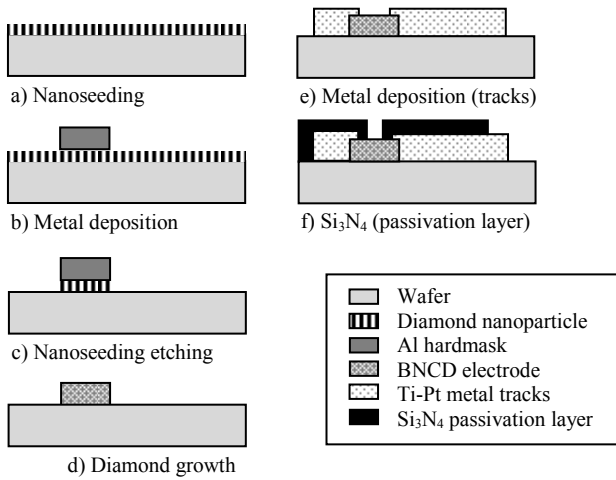 a) Nanoseeding
b) Metal deposition
c) Nanoseeding etching
d) Diamond growth
e) Metal deposition (tracks)
f) Si₃N₄ (passivation layer)
Wafer
Diamond nanoparticle
Al hardmask
BNCD electrode
Ti-Pt metal tracks
Si₃N₄ passivation layer